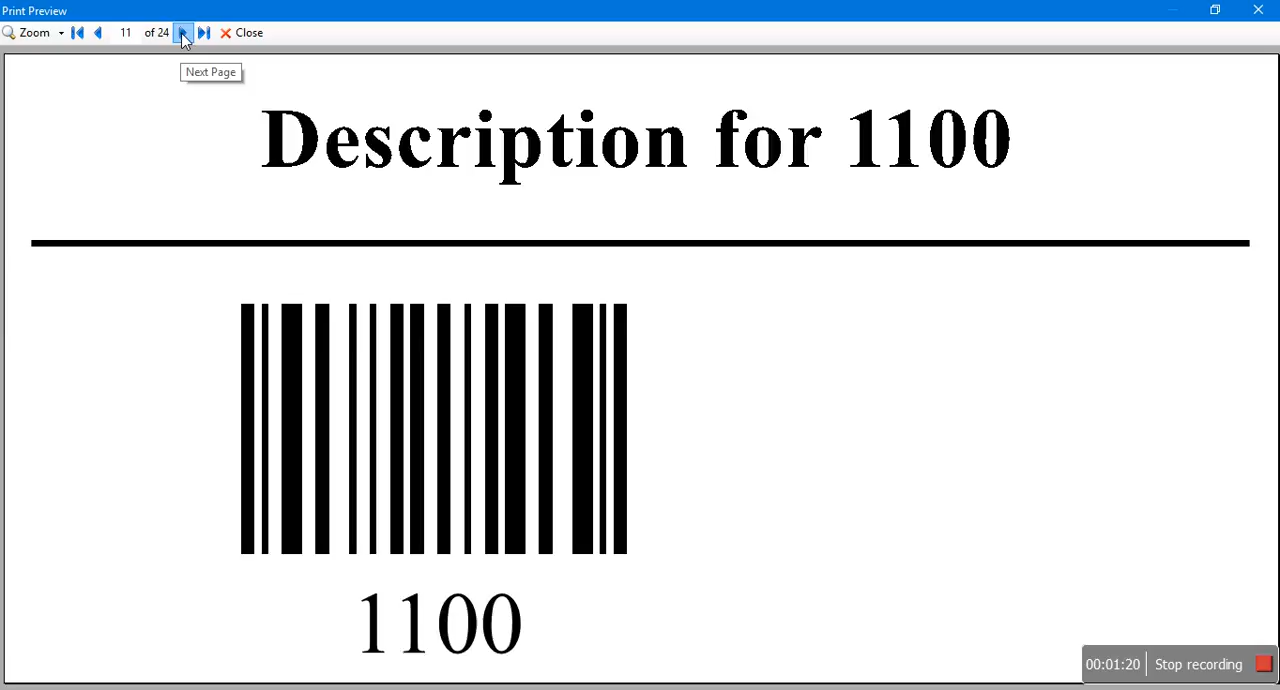 Print Preview
Zoom 11 of 24 Close
Next Page
Description for 1100
1100
00:01:20 Stop recording